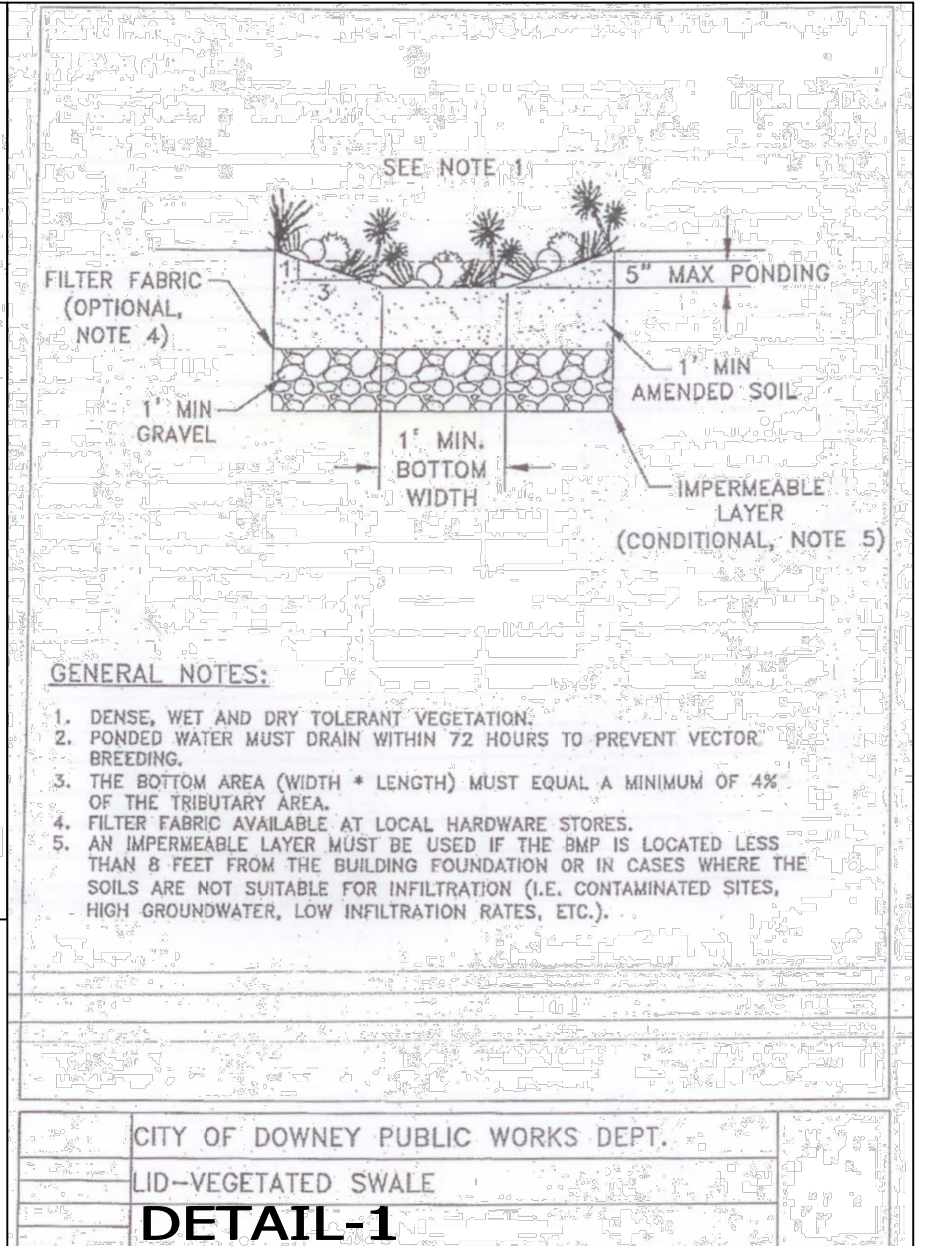 SEE NOTE 1
FILTER FABRIC
(OPTIONAL,
NOTE 4)
1
3
5" MAX PONDING
1' MIN
AMENDED SOIL
1' MIN
GRAVEL
1' MIN.
BOTTOM
WIDTH
IMPERMEABLE
LAYER
(CONDITIONAL, NOTE 5)
GENERAL NOTES:
1. DENSE, WET AND DRY TOLERANT VEGETATION.
2. PONDED WATER MUST DRAIN WITHIN 72 HOURS TO PREVENT VECTOR
BREEDING.
3. THE BOTTOM AREA (WIDTH * LENGTH) MUST EQUAL A MINIMUM OF 4%
OF THE TRIBUTARY AREA.
4. FILTER FABRIC AVAILABLE AT LOCAL HARDWARE STORES.
5. AN IMPERMEABLE LAYER MUST BE USED IF THE BMP IS LOCATED LESS
THAN 8 FEET FROM THE BUILDING FOUNDATION OR IN CASES WHERE THE
SOILS ARE NOT SUITABLE FOR INFILTRATION (I.E. CONTAMINATED SITES,
HIGH GROUNDWATER, LOW INFILTRATION RATES, ETC.).
CITY OF DOWNEY PUBLIC WORKS DEPT.
LID-VEGETATED SWALE
DETAIL-1